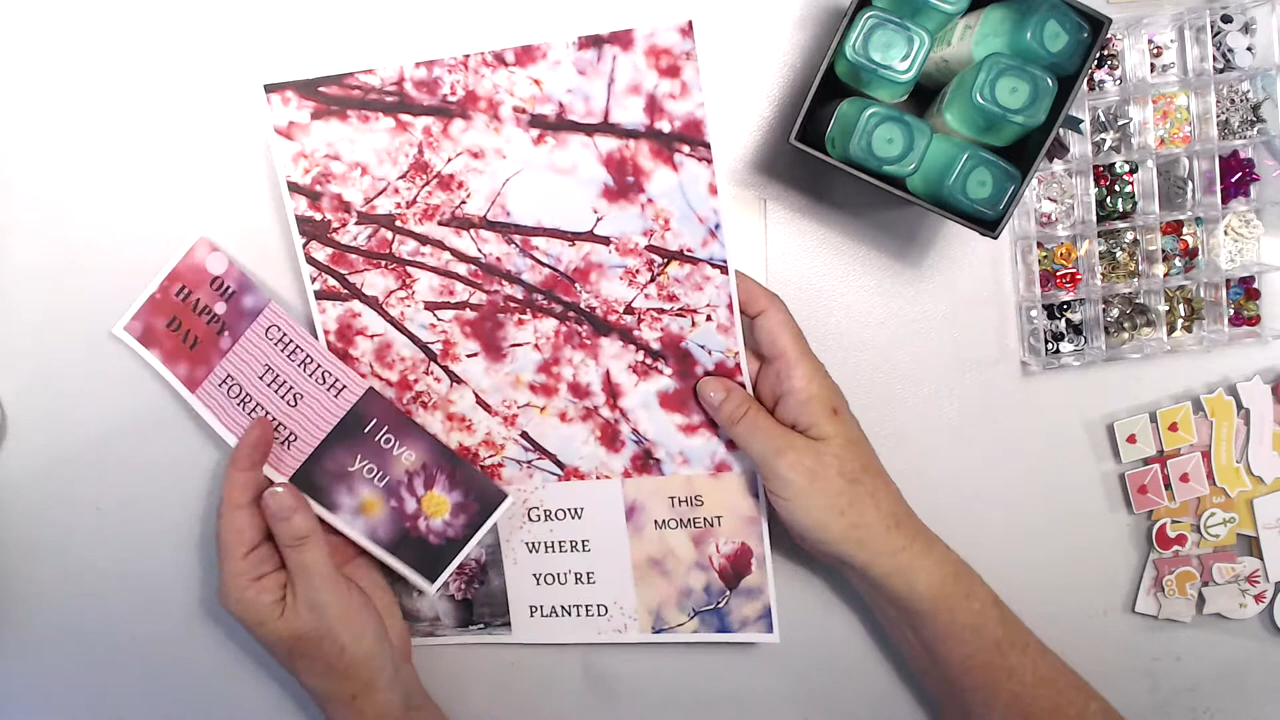 OH
HAPPY
DAY
CHERISH
THIS
FOREVER
I love
you
GROW
WHERE
YOU'RE
PLANTED
THIS
MOMENT